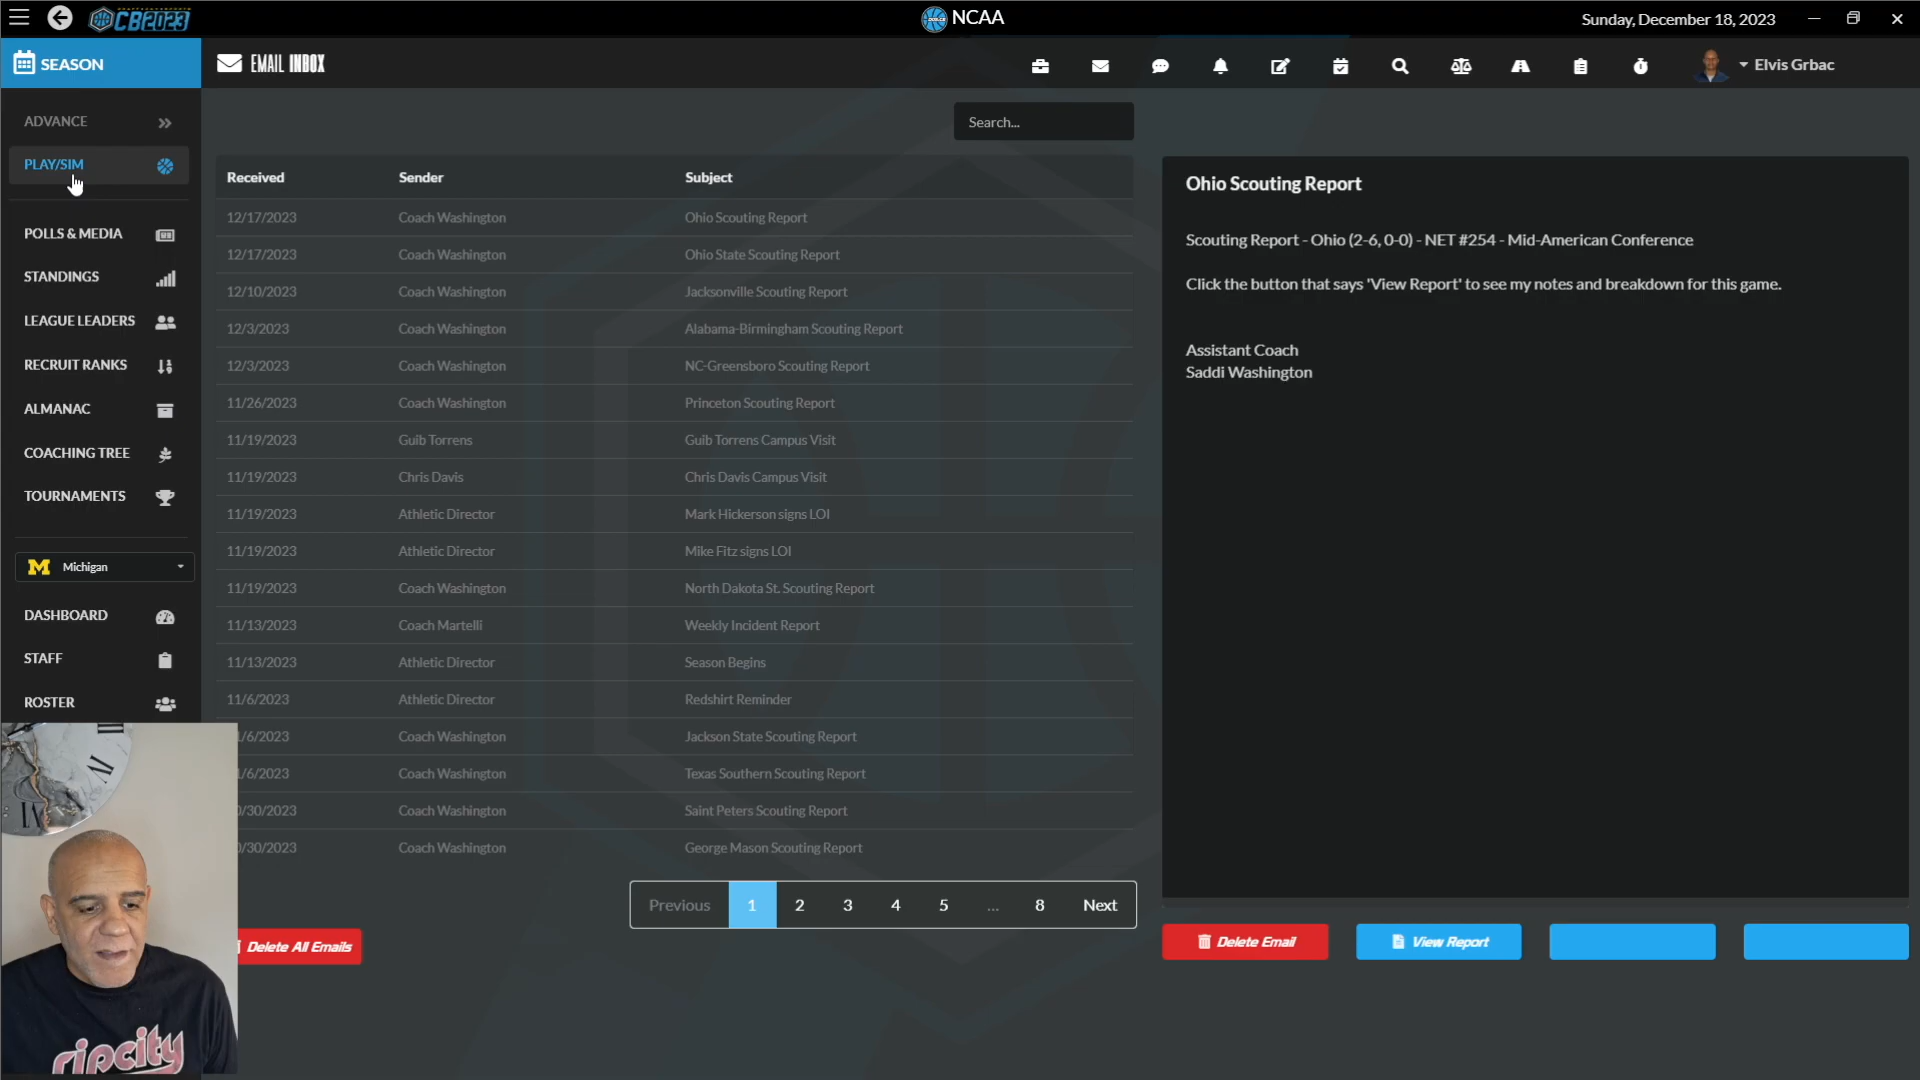 CB2023
NCAA
Sunday, December 18, 2023
SEASON
EMAIL INBOX
Elvis Grbac
ADVANCE
PLAY/SIM
POLLS & MEDIA
STANDINGS
LEAGUE LEADERS
RECRUIT RANKS
ALMANAC
COACHING TREE
TOURNAMENTS
Michigan
DASHBOARD
STAFF
ROSTER
Search...
Received Sender Subject
12/17/2023 Coach Washington Ohio Scouting Report
12/17/2023 Coach Washington Ohio State Scouting Report
12/10/2023 Coach Washington Jacksonville Scouting Report
12/3/2023 Coach Washington Alabama-Birmingham Scouting Report
12/3/2023 Coach Washington NC-Greensboro Scouting Report
11/26/2023 Coach Washington Princeton Scouting Report
11/19/2023 Guib Torrens Guib Torrens Campus Visit
11/19/2023 Chris Davis Chris Davis Campus Visit
11/19/2023 Athletic Director Mark Hickerson signs LOI
11/19/2023 Athletic Director Mike Fitz signs LOI
11/19/2023 Coach Washington North Dakota St. Scouting Report
11/13/2023 Coach Martelli Weekly Incident Report
11/13/2023 Athletic Director Season Begins
11/6/2023 Athletic Director Redshirt Reminder
/6/2023 Coach Washington Jackson State Scouting Report
/6/2023 Coach Washington Texas Southern Scouting Report
0/30/2023 Coach Washington Saint Peters Scouting Report
0/30/2023 Coach Washington George Mason Scouting Report
Previous 1 2 3 4 5 ... 8 Next
Delete All Emails
Ohio Scouting Report
Scouting Report - Ohio (2-6, 0-0) - NET #254 - Mid-American Conference
Click the button that says 'View Report' to see my notes and breakdown for this game.
Assistant Coach
Saddi Washington
Delete Email
View Report
ripcity